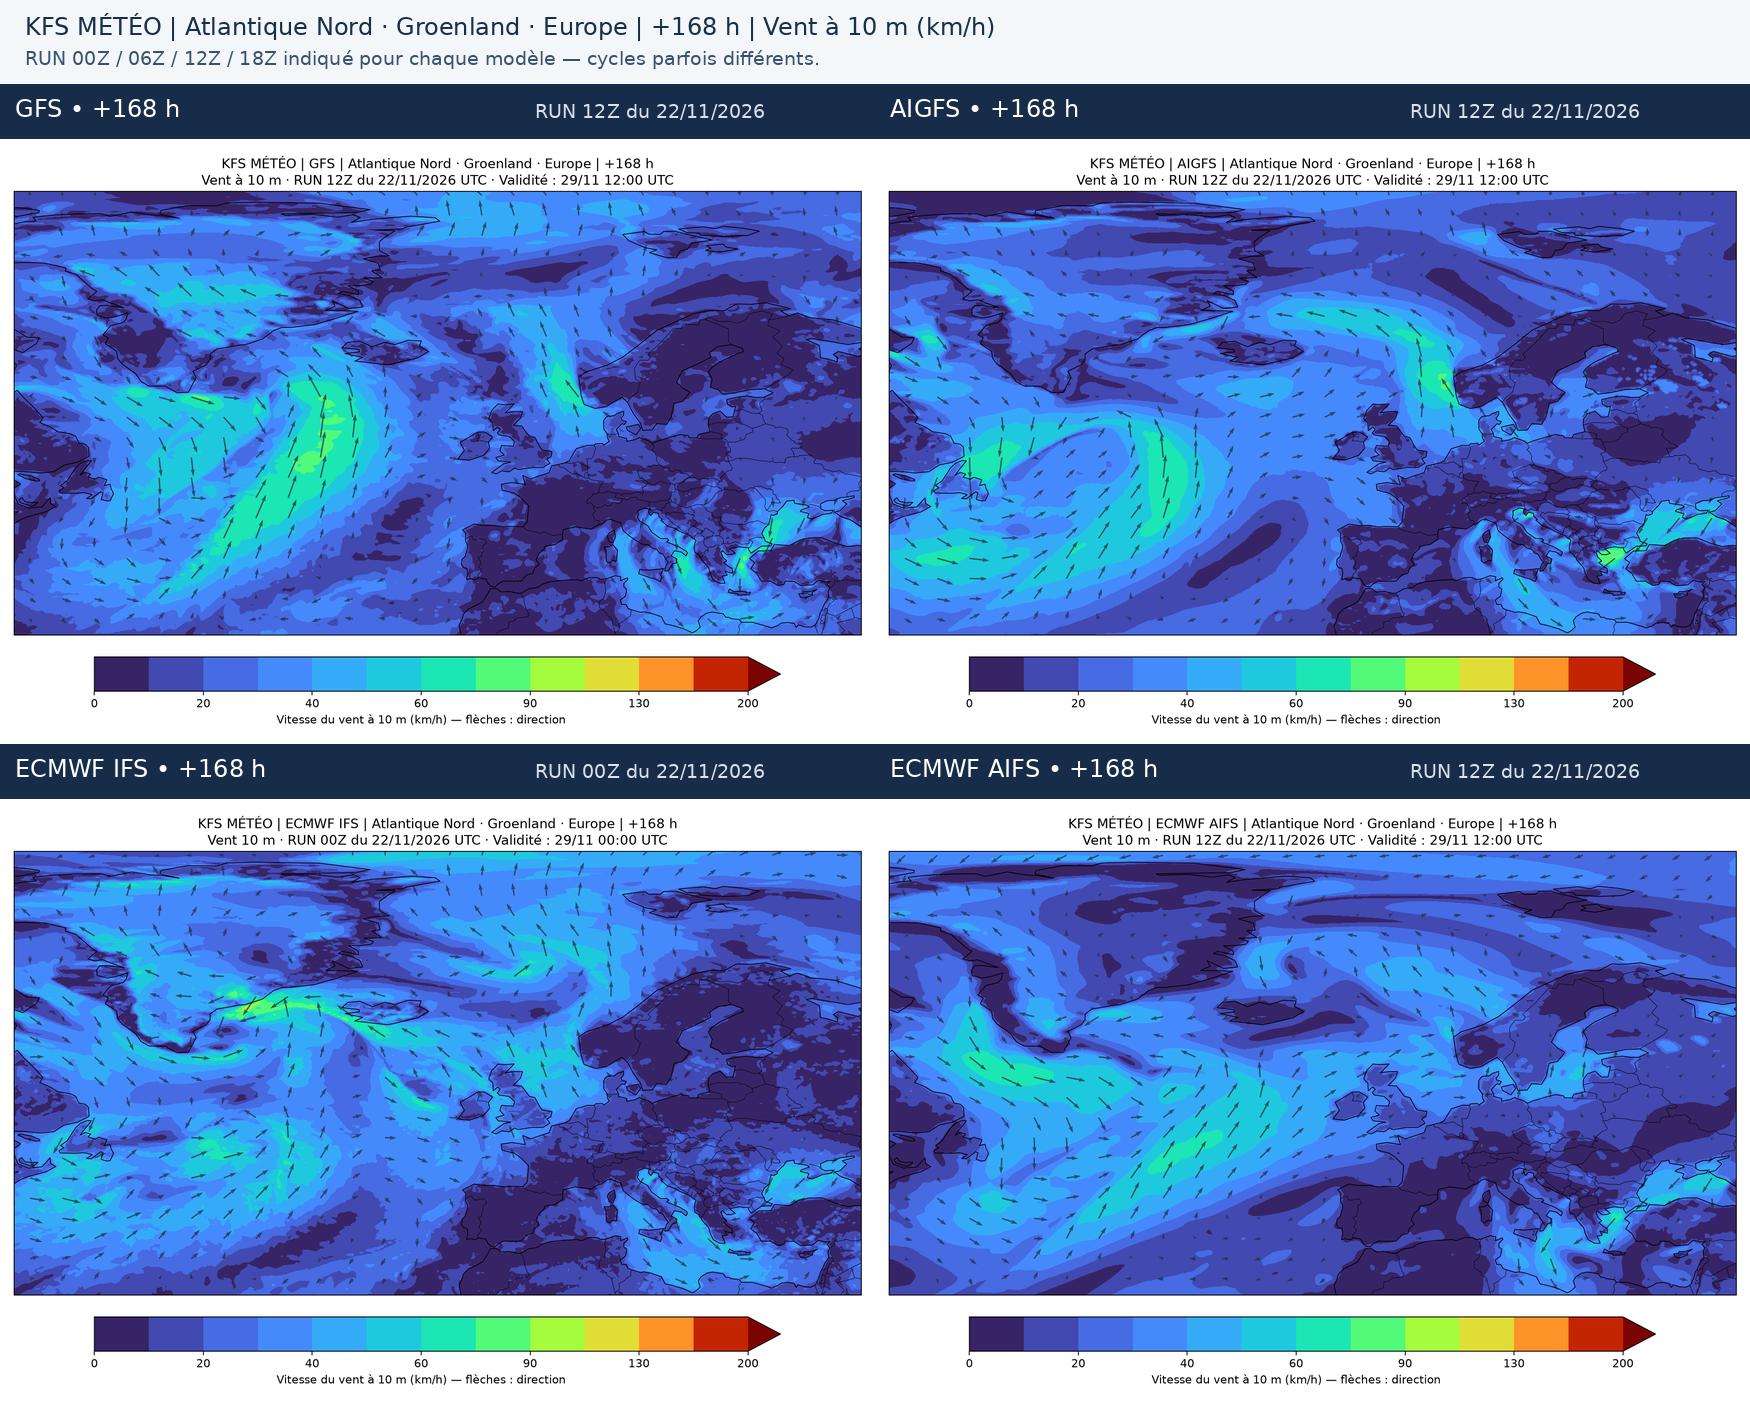 KFS MÉTÉO | Atlantique Nord · Groenland · Europe | +168 h | Vent à 10 m (km/h)
RUN 00Z / 06Z / 12Z / 18Z indiqué pour chaque modèle — cycles parfois différents.
GFS • +168 h
RUN 12Z du 22/11/2026
AIGFS • +168 h
RUN 12Z du 22/11/2026
KFS MÉTÉO | GFS | Atlantique Nord · Groenland · Europe | +168 h
Vent à 10 m · RUN 12Z du 22/11/2026 UTC · Validité : 29/11 12:00 UTC
KFS MÉTÉO | AIGFS | Atlantique Nord · Groenland · Europe | +168 h
Vent à 10 m · RUN 12Z du 22/11/2026 UTC · Validité : 29/11 12:00 UTC
0 20 40 60 90 130 200
Vitesse du vent à 10 m (km/h) — flèches : direction
0 20 40 60 90 130 200
Vitesse du vent à 10 m (km/h) — flèches : direction
ECMWF IFS • +168 h
RUN 00Z du 22/11/2026
ECMWF AIFS • +168 h
RUN 12Z du 22/11/2026
KFS MÉTÉO | ECMWF IFS | Atlantique Nord · Groenland · Europe | +168 h
Vent 10 m · RUN 00Z du 22/11/2026 UTC · Validité : 29/11 00:00 UTC
KFS MÉTÉO | ECMWF AIFS | Atlantique Nord · Groenland · Europe | +168 h
Vent 10 m · RUN 12Z du 22/11/2026 UTC · Validité : 29/11 12:00 UTC
0 20 40 60 90 130 200
Vitesse du vent à 10 m (km/h) — flèches : direction
0 20 40 60 90 130 200
Vitesse du vent à 10 m (km/h) — flèches : direction